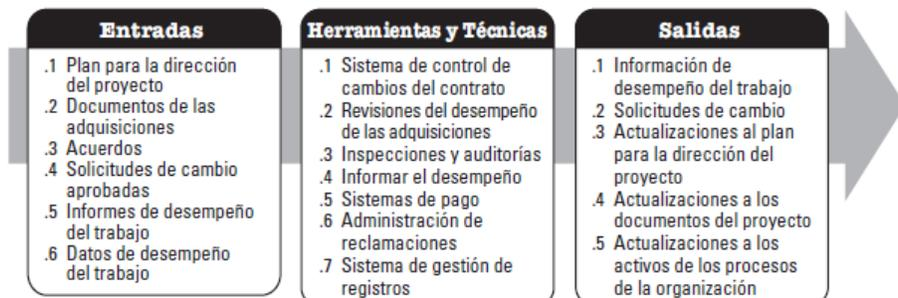 Entradas
.1 Plan para la dirección
del proyecto
.2 Documentos de las
adquisiciones
.3 Acuerdos
.4 Solicitudes de cambio
aprobadas
.5 Informes de desempeño
del trabajo
.6 Datos de desempeño
del trabajo
Herramientas y Técnicas
.1 Sistema de control de
cambios del contrato
.2 Revisiones del desempeño
de las adquisiciones
.3 Inspecciones y auditorías
.4 Informar el desempeño
.5 Sistemas de pago
.6 Administración de
reclamaciones
.7 Sistema de gestión de
registros
Salidas
.1 Información de
desempeño del trabajo
.2 Solicitudes de cambio
.3 Actualizaciones al plan
para la dirección del
proyecto
.4 Actualizaciones a los
documentos del proyecto
.5 Actualizaciones a los
activos de los procesos
de la organización